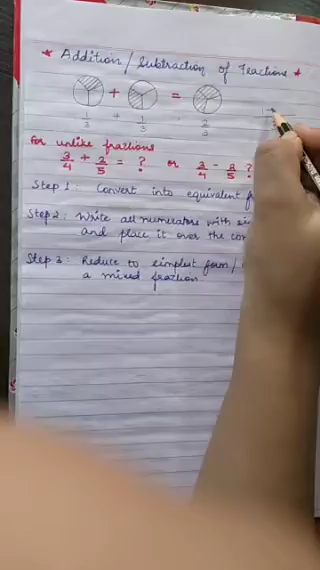 * Addition / Subtraction of Fractions *
+ =
1/3 + 1/3 2/3
For unlike fractions
3/4 + 2/5 = ? or 3/4 - 2/5 ?
Step 1: Convert into equivalent
Step 2: Write all numerators with
and place it over the
Step 3: Reduce to simplest form /
a mixed fraction.